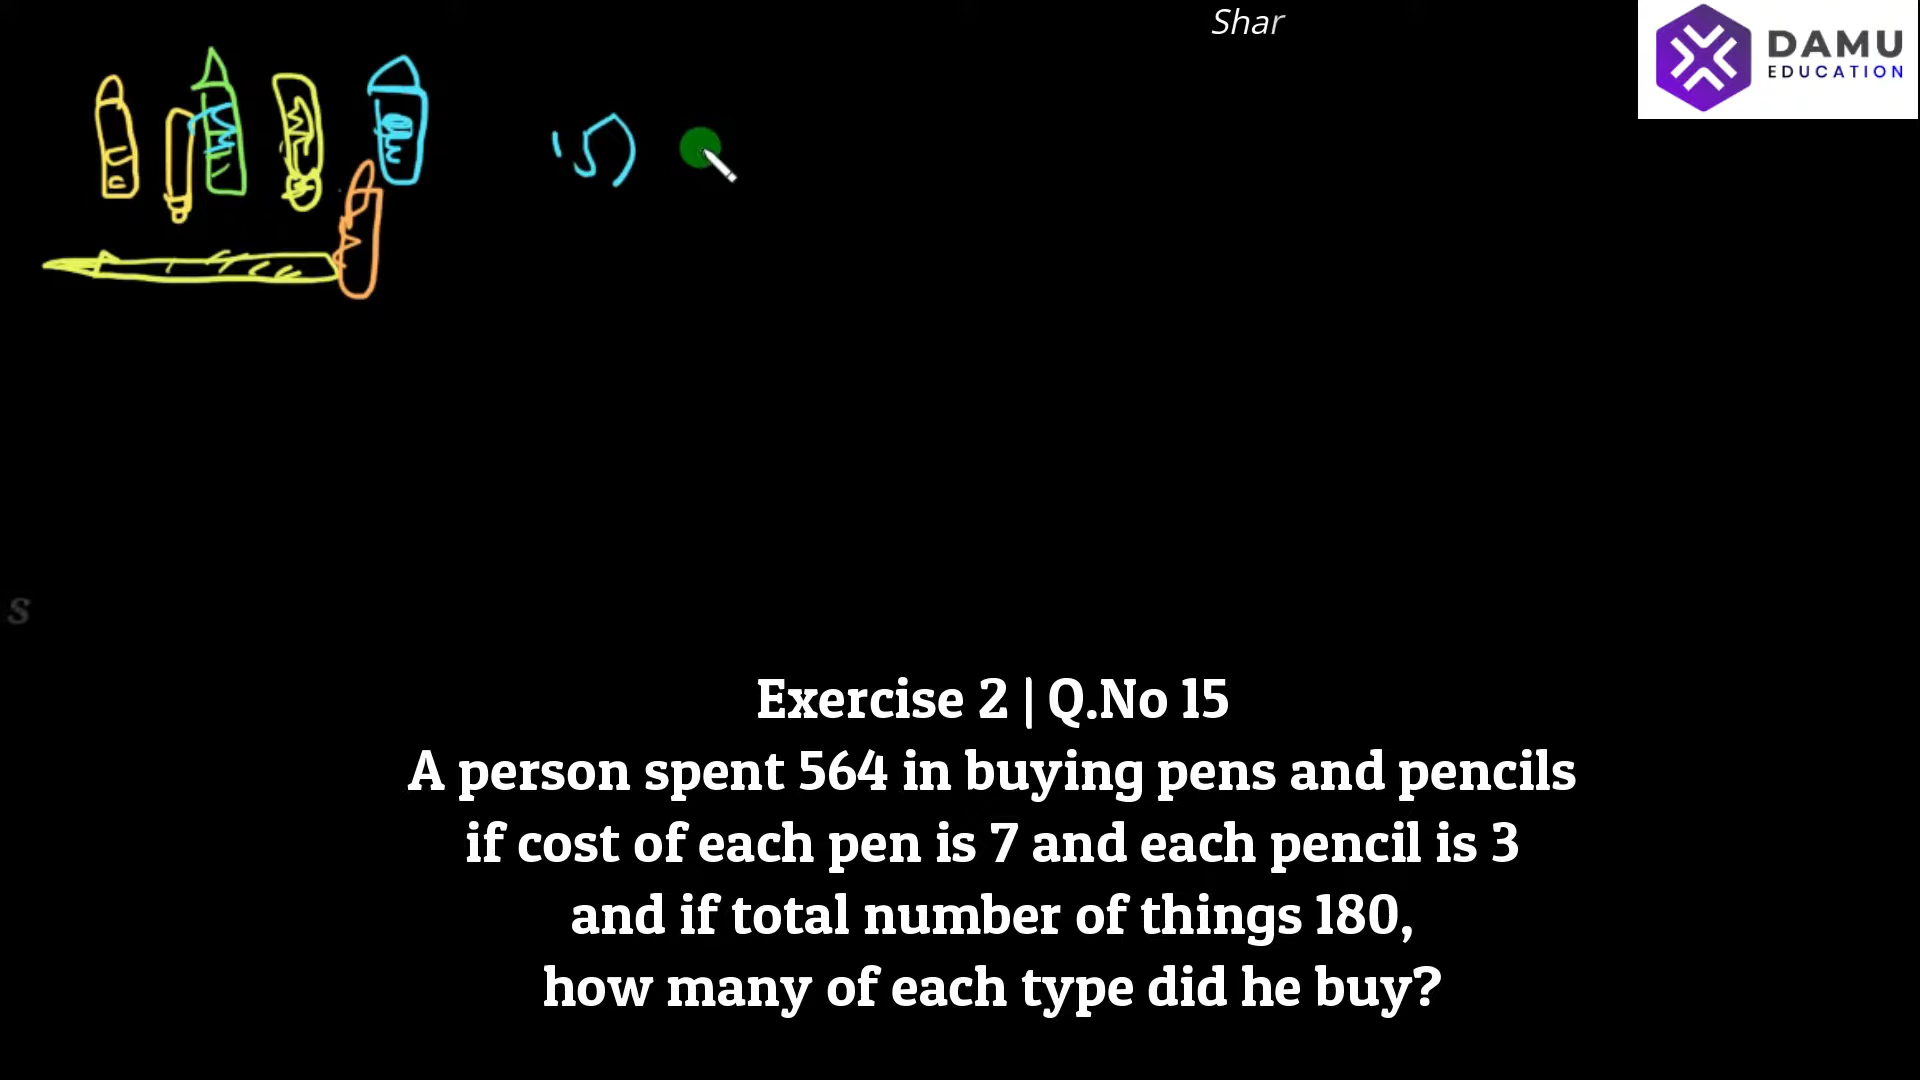 Shar
DAMU
EDUCATION
15)
s
Exercise 2 | Q.No 15
A person spent 564 in buying pens and pencils
if cost of each pen is 7 and each pencil is 3
and if total number of things 180,
how many of each type did he buy?